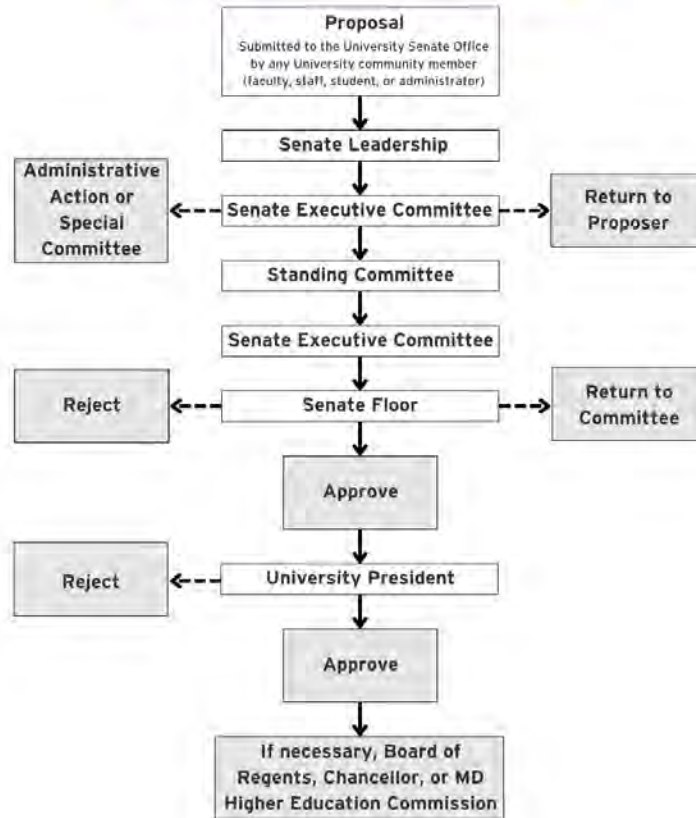 Proposal
Submitted to the University Senate Office
by any University community member
(faculty, staff, student, or administrator)
Senate Leadership
Administrative
Action or
Special
Committee
Senate Executive Committee
Return to
Proposer
Standing Committee
Senate Executive Committee
Reject
Senate Floor
Return to
Committee
Approve
Reject
University President
Approve
If necessary, Board of
Regents, Chancellor, or MD
Higher Education Commission